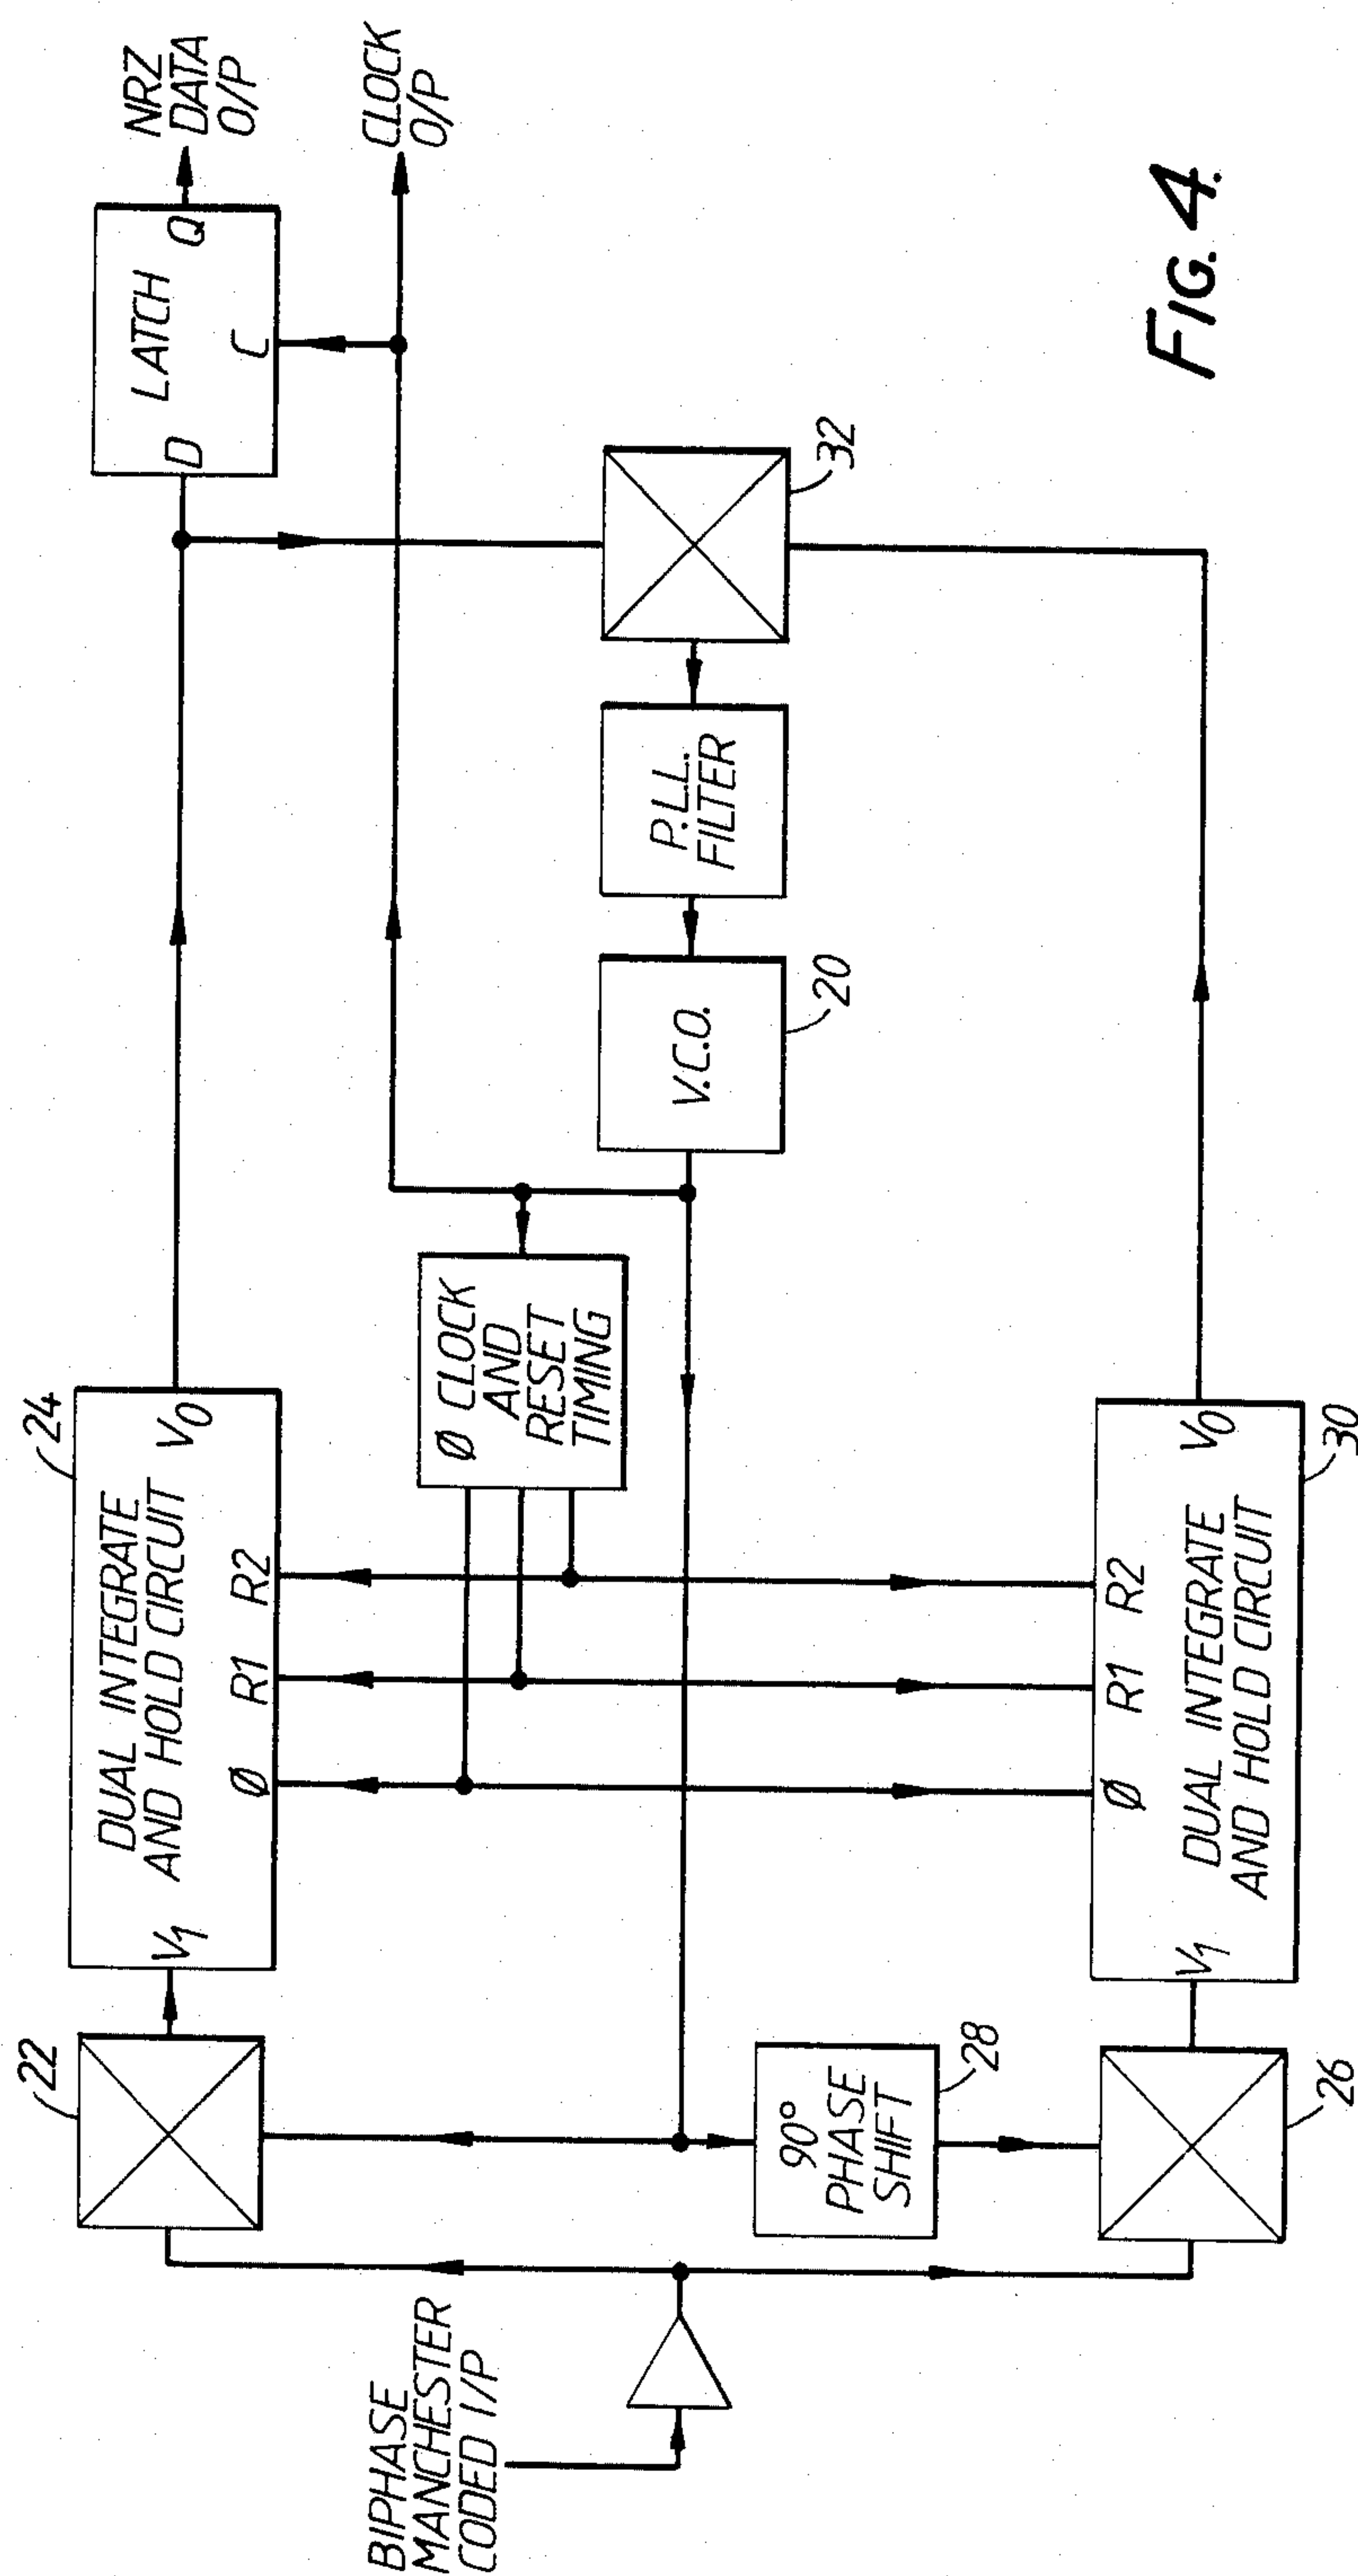 NRZ
DATA
O/P
CLOCK
O/P
LATCH
D
Q
C
24
DUAL INTEGRATE
AND HOLD CIRCUIT
V1
V0
Ø
R1
R2
22
Ø CLOCK
AND
RESET
TIMING
32
P.L.L.
FILTER
V.C.O.
20
BIPHASE
MANCHESTER
CODED I/P
90°
PHASE
SHIFT
28
26
Ø
R1
R2
V1
V0
DUAL INTEGRATE
AND HOLD CIRCUIT
30
FIG. 4.